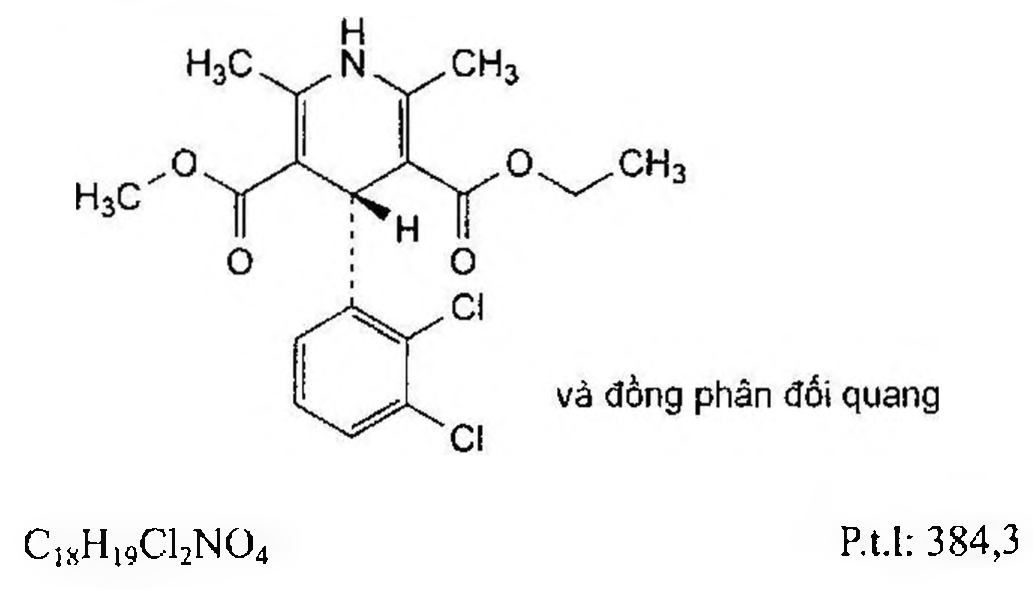 H
N
H₃C
CH₃
O
O
CH₃
H₃C
H
O
O
Cl
và đồng phân đối quang
Cl
C₁₈H₁₉Cl₂NO₄
P.t.l: 384,3